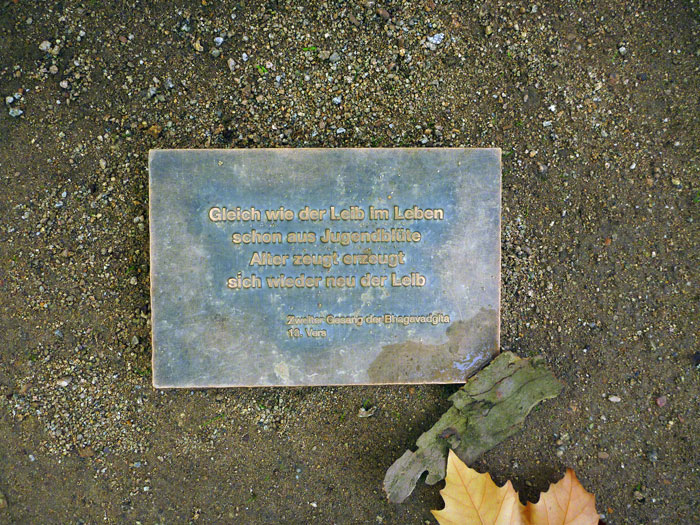 Gleich wie der Leib im Leben
schon aus Jugendblüte
Alter zeugt erzeugt
sich wieder neu der Leib
Zweiter Gesang der Bhagavadgita
13. Vers